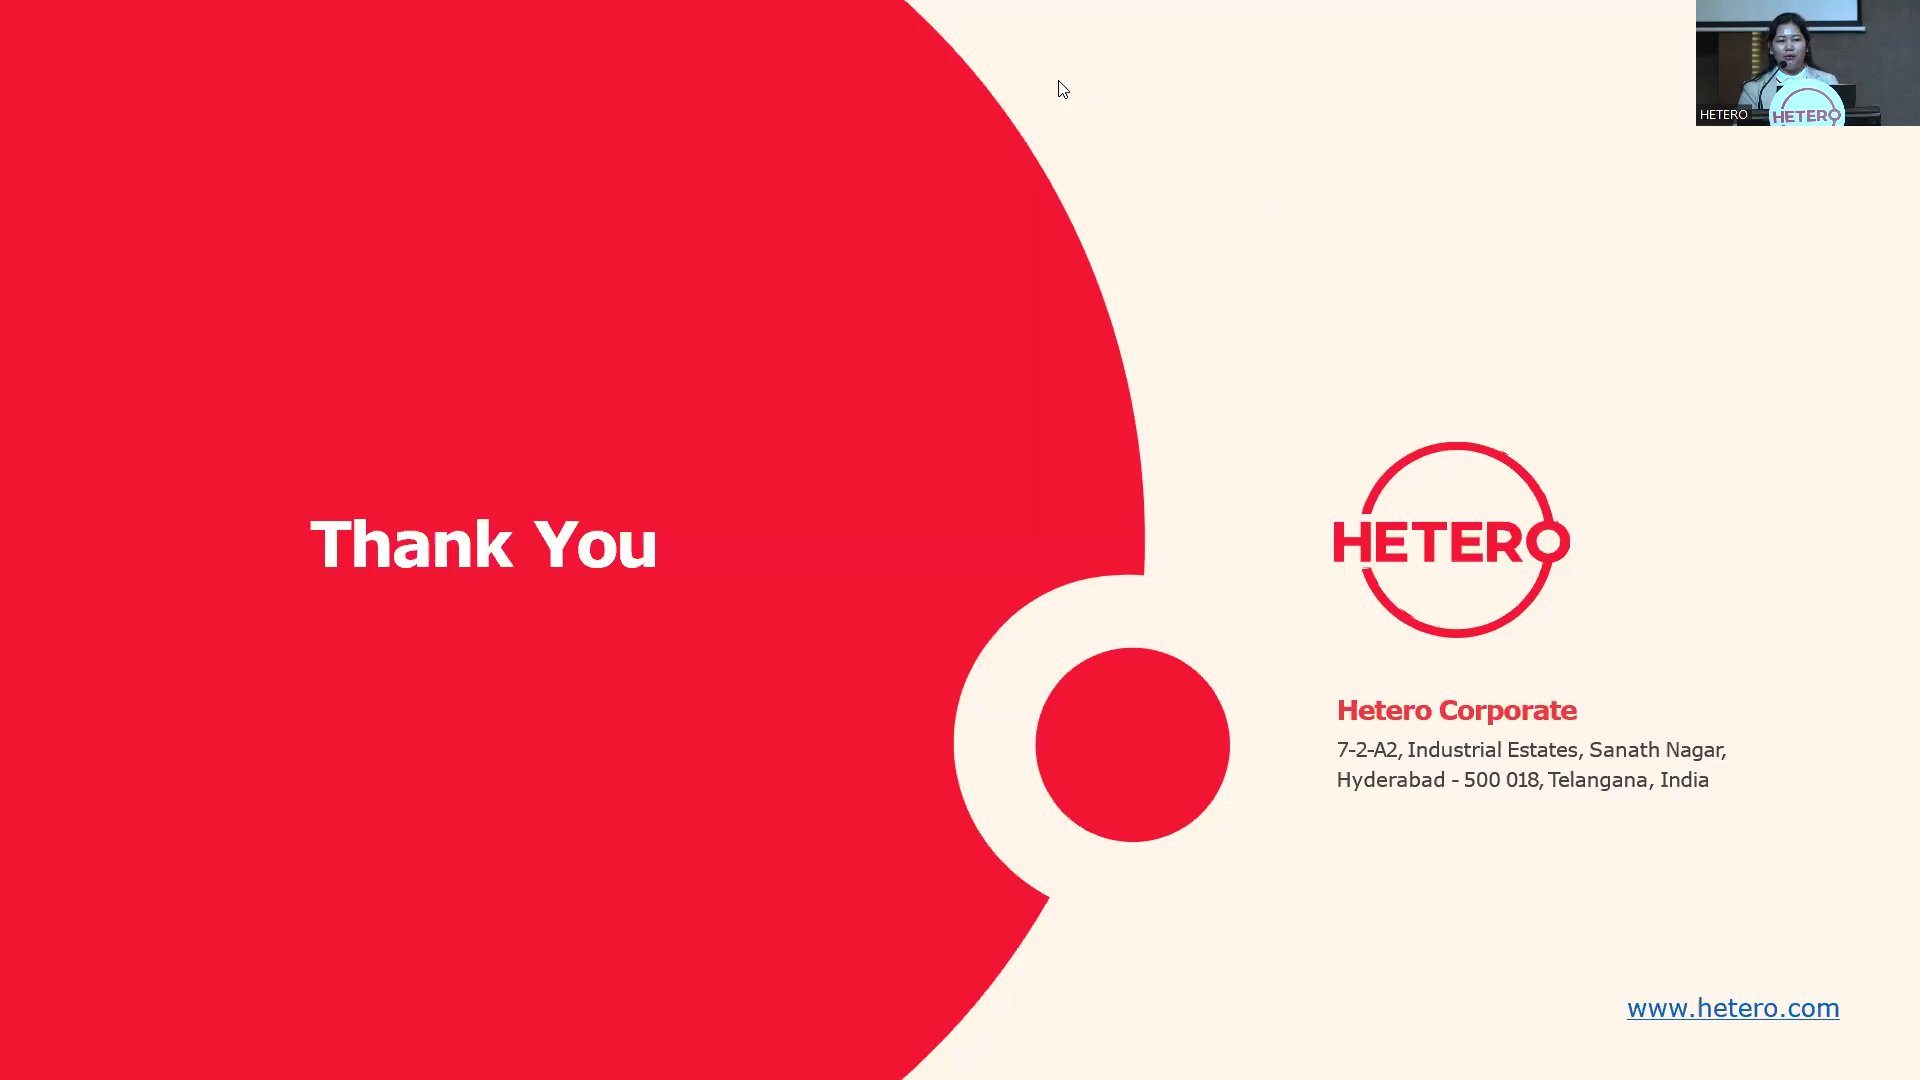 HETERO
HETERO
Thank You
HETERO
Hetero Corporate
7-2-A2, Industrial Estates, Sanath Nagar,
Hyderabad - 500 018, Telangana, India
www.hetero.com